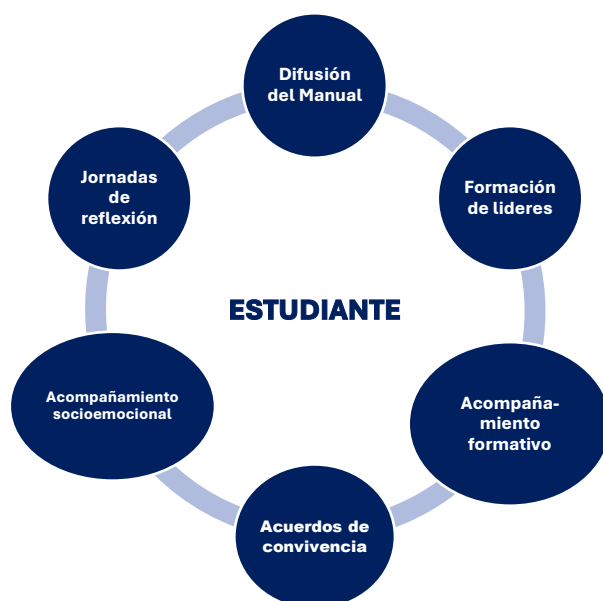 Difusión
del Manual
Jornadas
de
reflexión
Formación
de lideres
ESTUDIANTE
Acompañamiento
socioemocional
Acompaña-
miento
formativo
Acuerdos de
convivencia